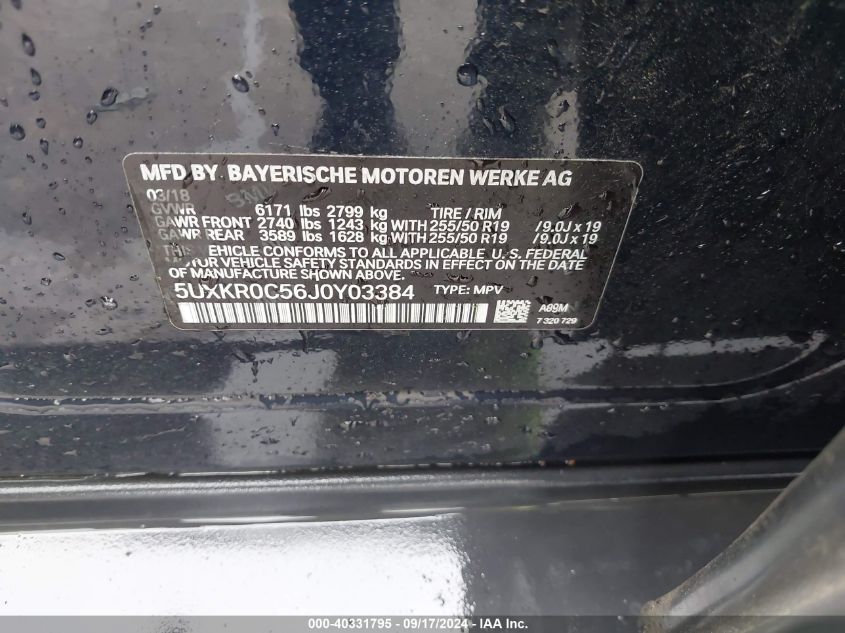 MFD BY BAYERISCHE MOTOREN WERKE AG
03/18
GVWR 6171 lbs 2799 kg TIRE / RIM
GAWR FRONT 2740 lbs 1243 kg WITH 255/50 R19 / 9.0J x 19
GAWR REAR 3589 lbs 1628 kg WITH 255/50 R19 / 9.0J x 19
THIS VEHICLE CONFORMS TO ALL APPLICABLE U. S. FEDERAL
MOTOR VEHICLE SAFETY STANDARDS IN EFFECT ON THE DATE
OF MANUFACTURE SHOWN ABOVE.
5UXKR0C56J0Y03384 TYPE: MPV
A89M
7 320 729
000-40331795 - 09/17/2024 - IAA Inc.